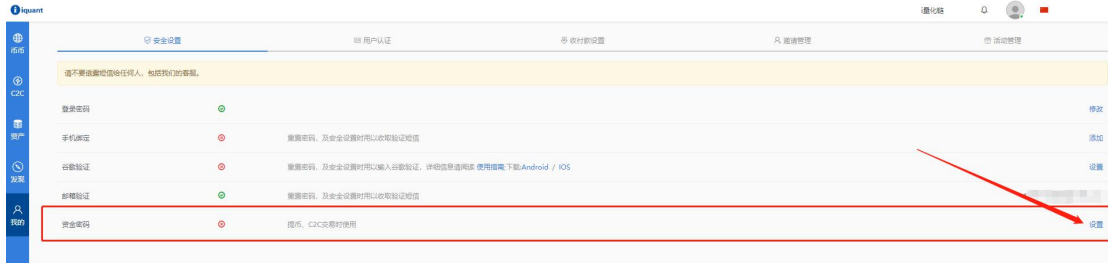 iquant
i量化链
币币
C2C
资产
发现
我的
安全设置
用户认证
收付款设置
邀请管理
活动管理
请不要透露短信给任何人，包括我们的客服。
登录密码 修改
手机绑定 重置密码，及安全设置时用以收取验证短信 添加
谷歌验证 重置密码，及安全设置时用以输入谷歌验证，详细信息请阅读 使用指南;下载:Android / IOS 设置
邮箱验证 重置密码，及安全设置时用以收取验证短信
资金密码 提币、C2C交易时使用 设置